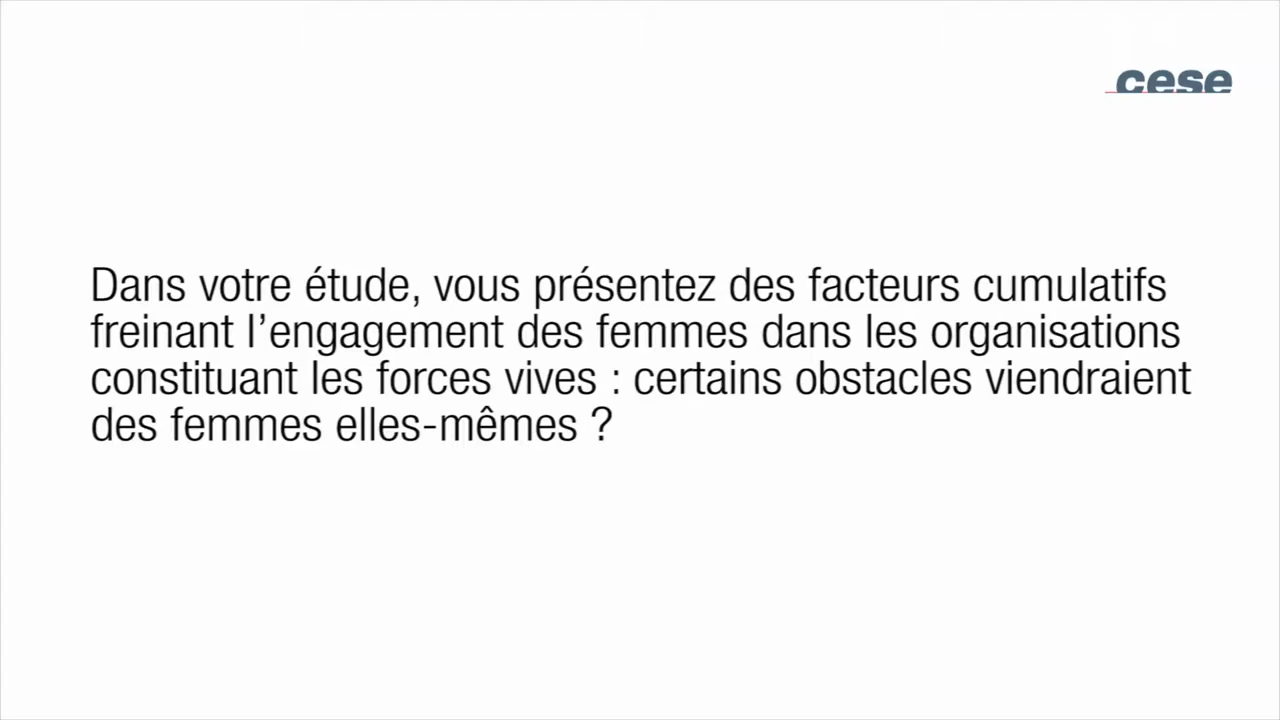 cese
Dans votre étude, vous présentez des facteurs cumulatifs
freinant l’engagement des femmes dans les organisations
constituant les forces vives : certains obstacles viendraient
des femmes elles-mêmes ?